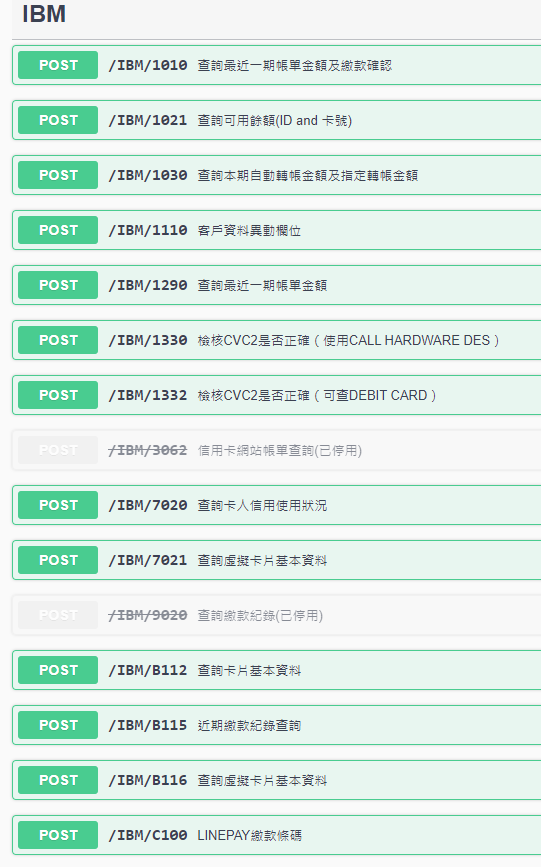 IBM
POST /IBM/1010 查詢最近一期帳單金額及繳款確認
POST /IBM/1021 查詢可用餘額(ID and 卡號)
POST /IBM/1030 查詢本期自動轉帳金額及指定轉帳金額
POST /IBM/1110 客戶資料異動欄位
POST /IBM/1290 查詢最近一期帳單金額
POST /IBM/1330 檢核CVC2是否正確（使用CALL HARDWARE DES）
POST /IBM/1332 檢核CVC2是否正確（可查DEBIT CARD）
POST /IBM/3062 信用卡網站帳單查詢(已停用)
POST /IBM/7020 查詢卡人信用使用狀況
POST /IBM/7021 查詢虛擬卡片基本資料
POST /IBM/9020 查詢繳款紀錄(已停用)
POST /IBM/B112 查詢卡片基本資料
POST /IBM/B115 近期繳款紀錄查詢
POST /IBM/B116 查詢虛擬卡片基本資料
POST /IBM/C100 LINEPAY繳款條碼